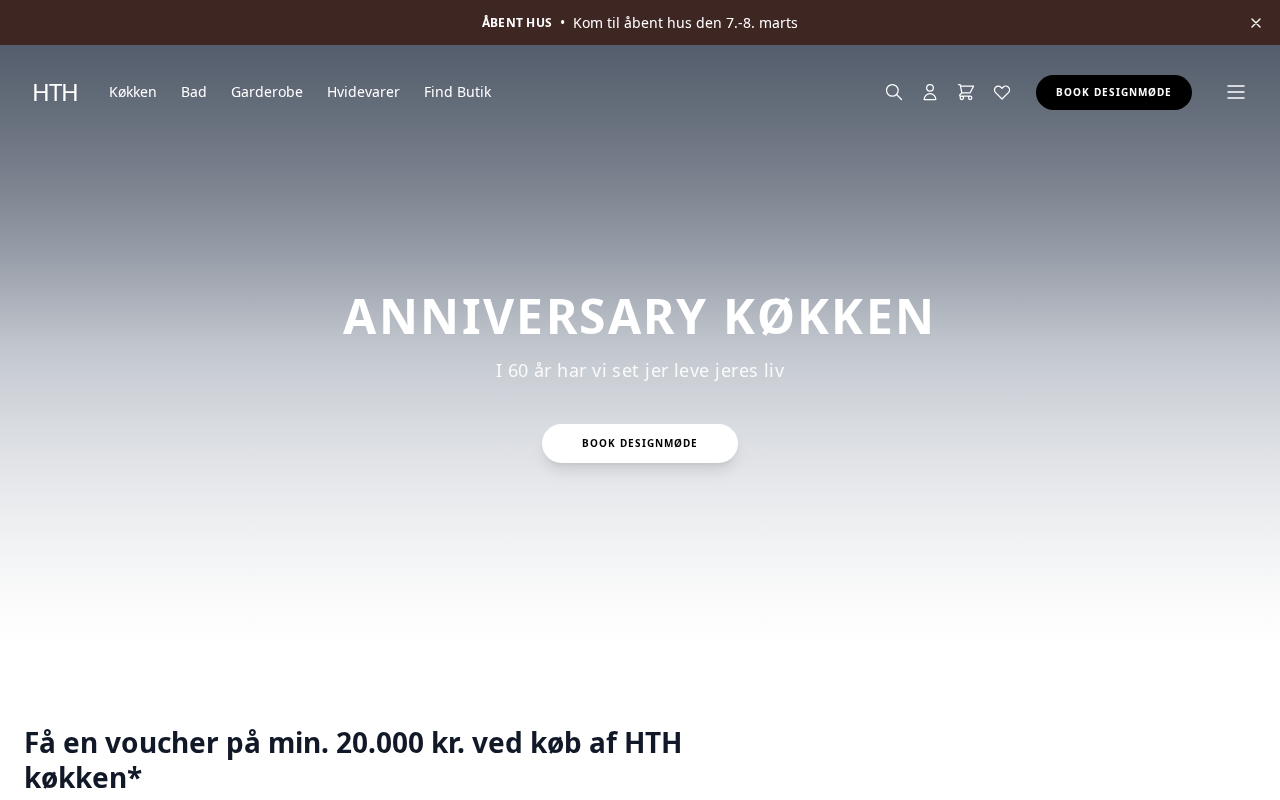 ÅBENT HUS • Kom til åbent hus den 7.-8. marts
HTH Køkken Bad Garderobe Hvidevarer Find Butik BOOK DESIGNMØDE
ANNIVERSARY KØKKEN
I 60 år har vi set jer leve jeres liv
BOOK DESIGNMØDE
Få en voucher på min. 20.000 kr. ved køb af HTH
køkken*